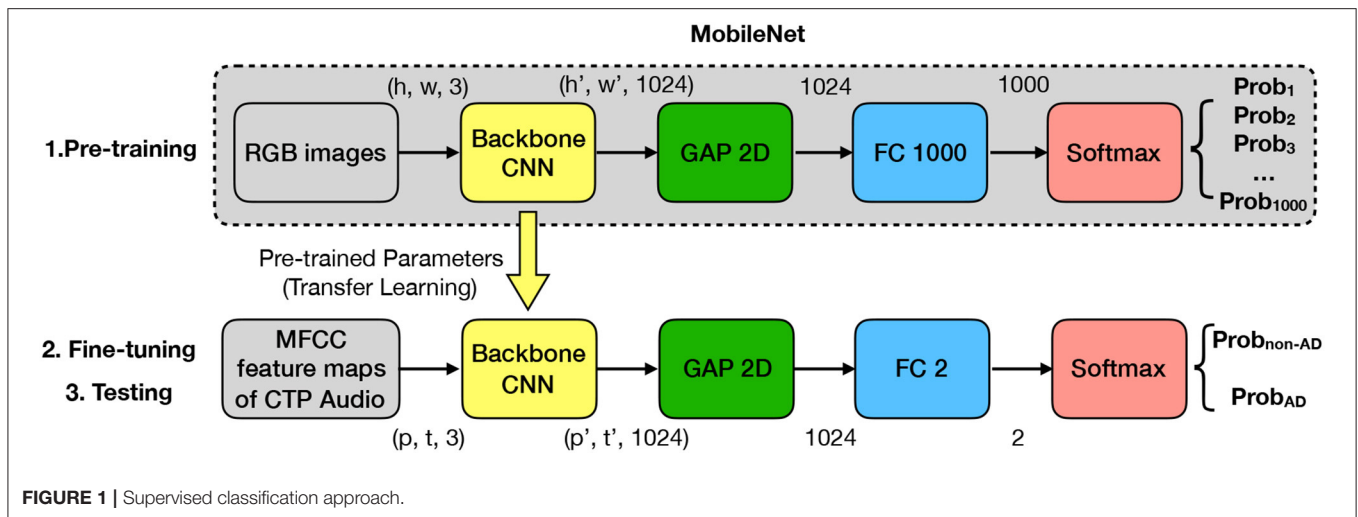 MobileNet
(h, w, 3)
(h', w', 1024)
1024
1000
1.Pre-training
RGB images
Backbone
CNN
GAP 2D
FC 1000
Softmax
Prob1
Prob2
Prob3
...
Prob1000
Pre-trained Parameters
(Transfer Learning)
2. Fine-tuning
3. Testing
MFCC
feature maps
of CTP Audio
Backbone
CNN
GAP 2D
FC 2
Softmax
Probnon-AD
ProbAD
(p, t, 3)
(p', t', 1024)
1024
2
FIGURE 1 | Supervised classification approach.